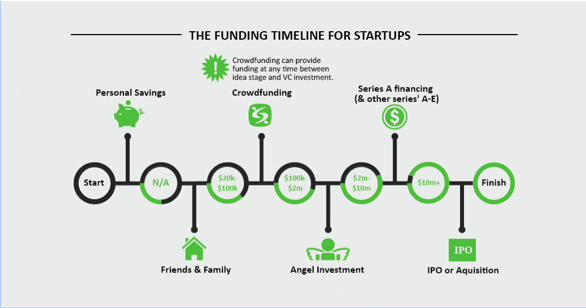 THE FUNDING TIMELINE FOR STARTUPS
Crowdfunding can provide
funding at any time between
idea stage and VC investment.
Personal Savings
Crowdfunding
Series A financing
(& other series' A-E)
Start
N/A
$20k-
$100k
$100k-
$2m
$2m-
$10m
$10m+
Finish
Friends & Family
Angel Investment
IPO
IPO or Aquisition